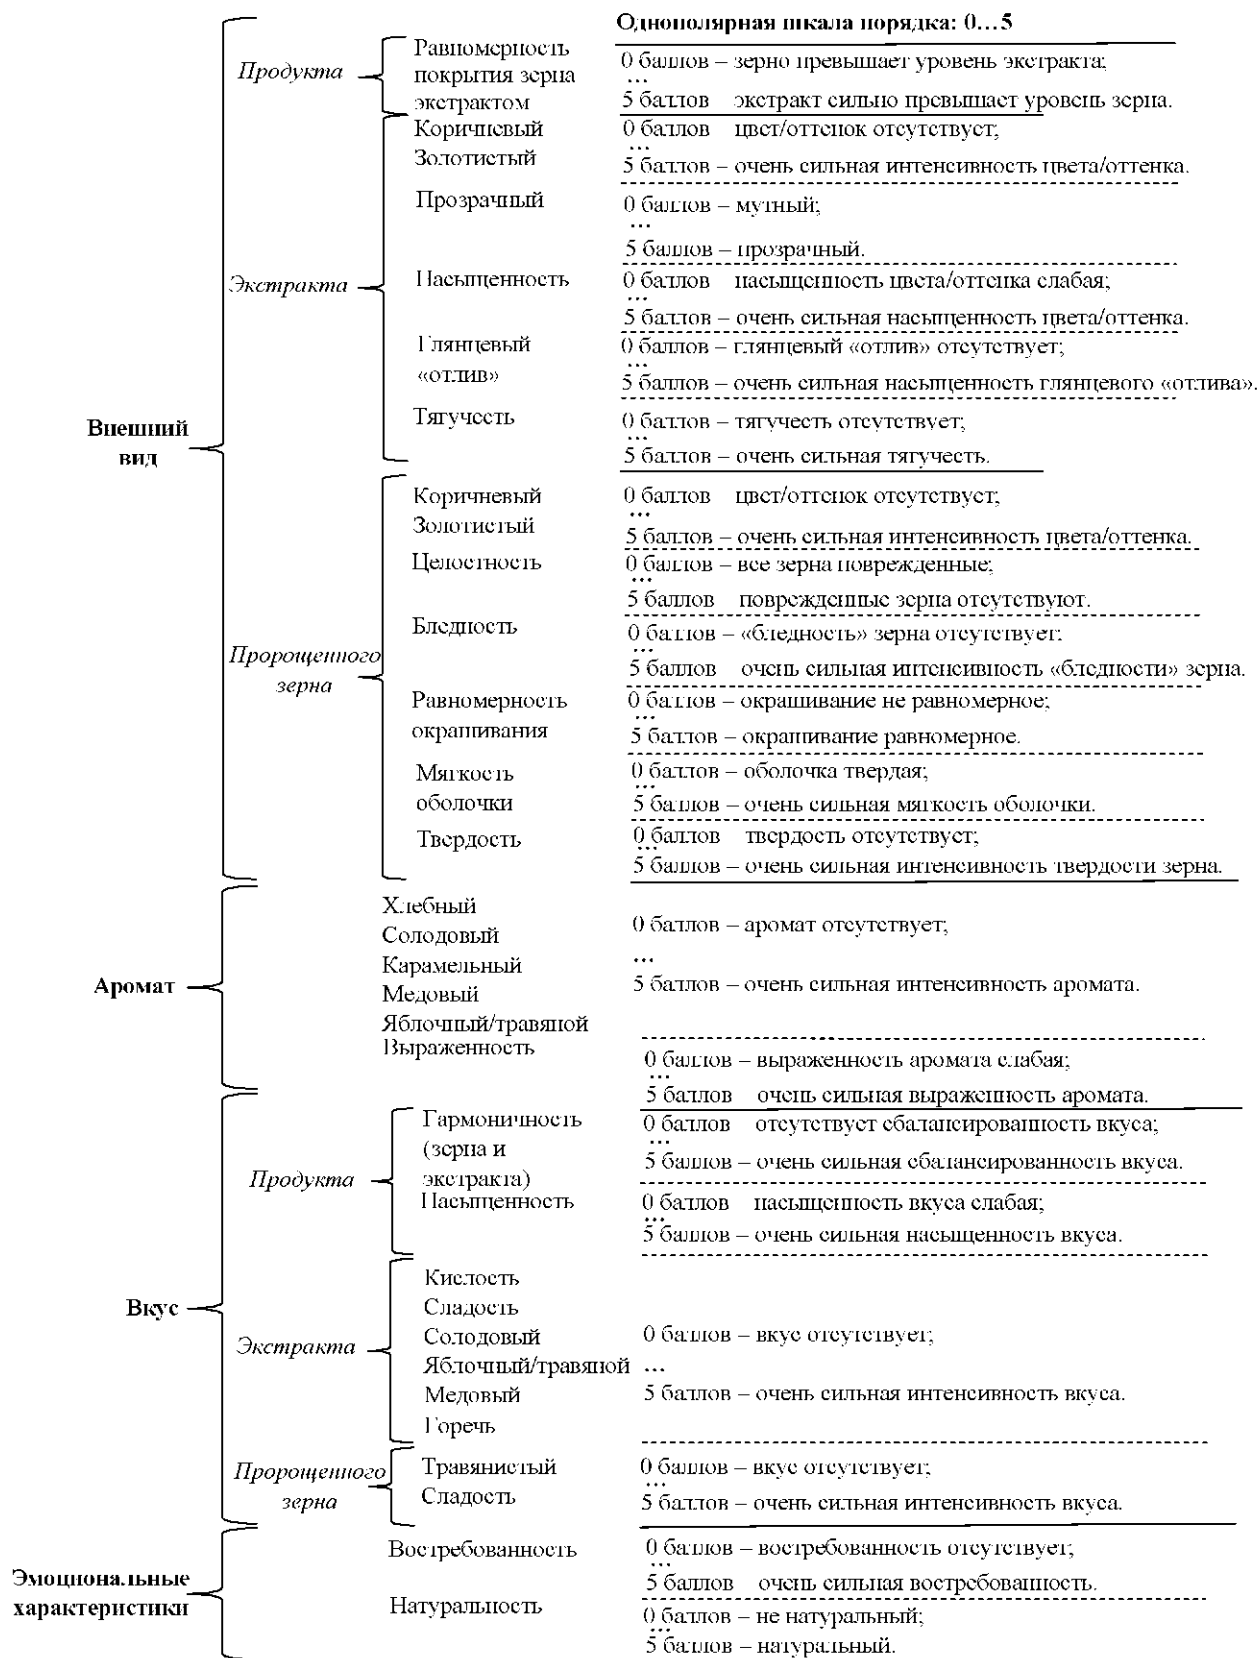 Однополярная шкала порядка: 0…5
Внешний
вид
Продукта
Равномерность
покрытия зерна
экстрактом
0 баллов – зерно превышает уровень экстракта;
…
5 баллов экстракт сильно превышает уровень зерна.
Экстракта
Коричневый
Золотистый
0 баллов цвет/оттенок отсутствует;
…
5 баллов – очень сильная интенсивность цвета/оттенка.
Прозрачный
0 баллов – мутный;
…
5 баллов – прозрачный.
Насыщенность
0 баллов насыщенность цвета/оттенка слабая;
…
5 баллов – очень сильная насыщенность цвета/оттенка.
Глянцевый
«отлив»
0 баллов – глянцевый «отлив» отсутствует;
…
5 баллов – очень сильная насыщенность глянцевого «отлива».
Тягучесть
0 баллов – тягучесть отсутствует;
…
5 баллов – очень сильная тягучесть.
Пророщенного
зерна
Коричневый
Золотистый
0 баллов цвет/оттенок отсутствует;
…
5 баллов – очень сильная интенсивность цвета/оттенка.
Целостность
0 баллов – все зерна поврежденные;
…
5 баллов поврежденные зерна отсутствуют.
Бледность
0 баллов – «бледность» зерна отсутствует;
…
5 баллов очень сильная интенсивность «бледности» зерна.
Равномерность
окрашивания
0 баллов – окрашивание не равномерное;
…
5 баллов – окрашивание равномерное.
Мягкость
оболочки
0 баллов – оболочка твердая;
…
5 баллов – очень сильная мягкость оболочки.
Твердость
0 баллов твердость отсутствует;
…
5 баллов – очень сильная интенсивность твердости зерна.
Аромат
Хлебный
Солодовый
Карамельный
Медовый
Яблочный/травяной
0 баллов – аромат отсутствует;
…
5 баллов – очень сильная интенсивность аромата.
Выраженность
0 баллов – выраженность аромата слабая;
…
5 баллов очень сильная выраженность аромата.
Вкус
Продукта
Гармоничность
(зерна и
экстракта)
0 баллов отсутствует сбалансированность вкуса;
…
5 баллов – очень сильная сбалансированность вкуса.
Насыщенность
0 баллов насыщенность вкуса слабая;
…
5 баллов – очень сильная насыщенность вкуса.
Экстракта
Кислость
Сладость
Солодовый
Яблочный/травяной
Медовый
Горечь
0 баллов – вкус отсутствует;
…
5 баллов – очень сильная интенсивность вкуса.
Пророщенного
зерна
Травянистый
Сладость
0 баллов – вкус отсутствует;
…
5 баллов – очень сильная интенсивность вкуса.
Эмоциональные
характеристики
Востребованность
0 баллов – востребованность отсутствует;
…
5 баллов очень сильная востребованность.
Натуральность
0 баллов – не натуральный;
…
5 баллов – натуральный.